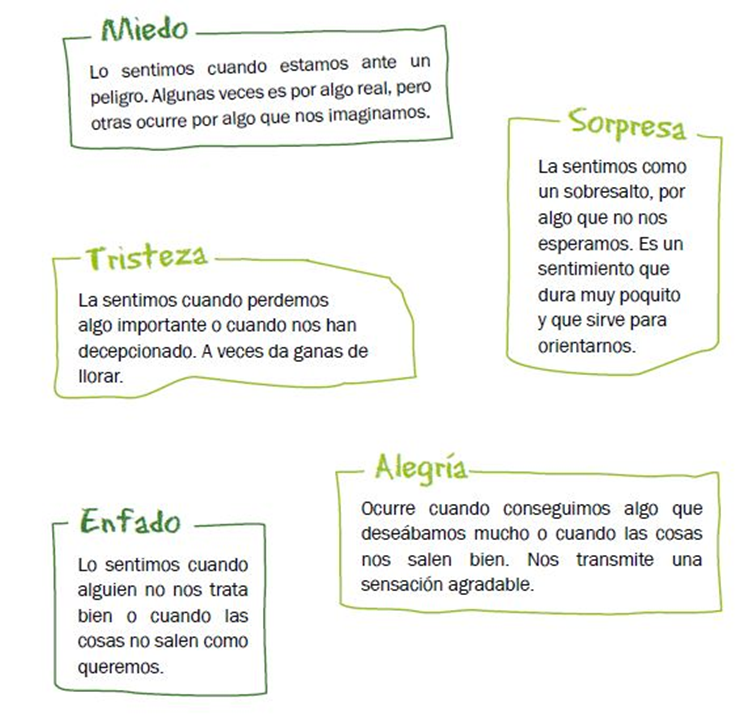 Miedo
Lo sentimos cuando estamos ante un
peligro. Algunas veces es por algo real, pero
otras ocurre por algo que nos imaginamos.
Sorpresa
La sentimos como
un sobresalto, por
algo que no nos
esperamos. Es un
sentimiento que
dura muy poquito
y que sirve para
orientarnos.
Tristeza
La sentimos cuando perdemos
algo importante o cuando nos han
decepcionado. A veces da ganas de
llorar.
Alegría
Ocurre cuando conseguimos algo que
deseábamos mucho o cuando las cosas
nos salen bien. Nos transmite una
sensación agradable.
Enfado
Lo sentimos cuando
alguien no nos trata
bien o cuando las
cosas no salen como
queremos.